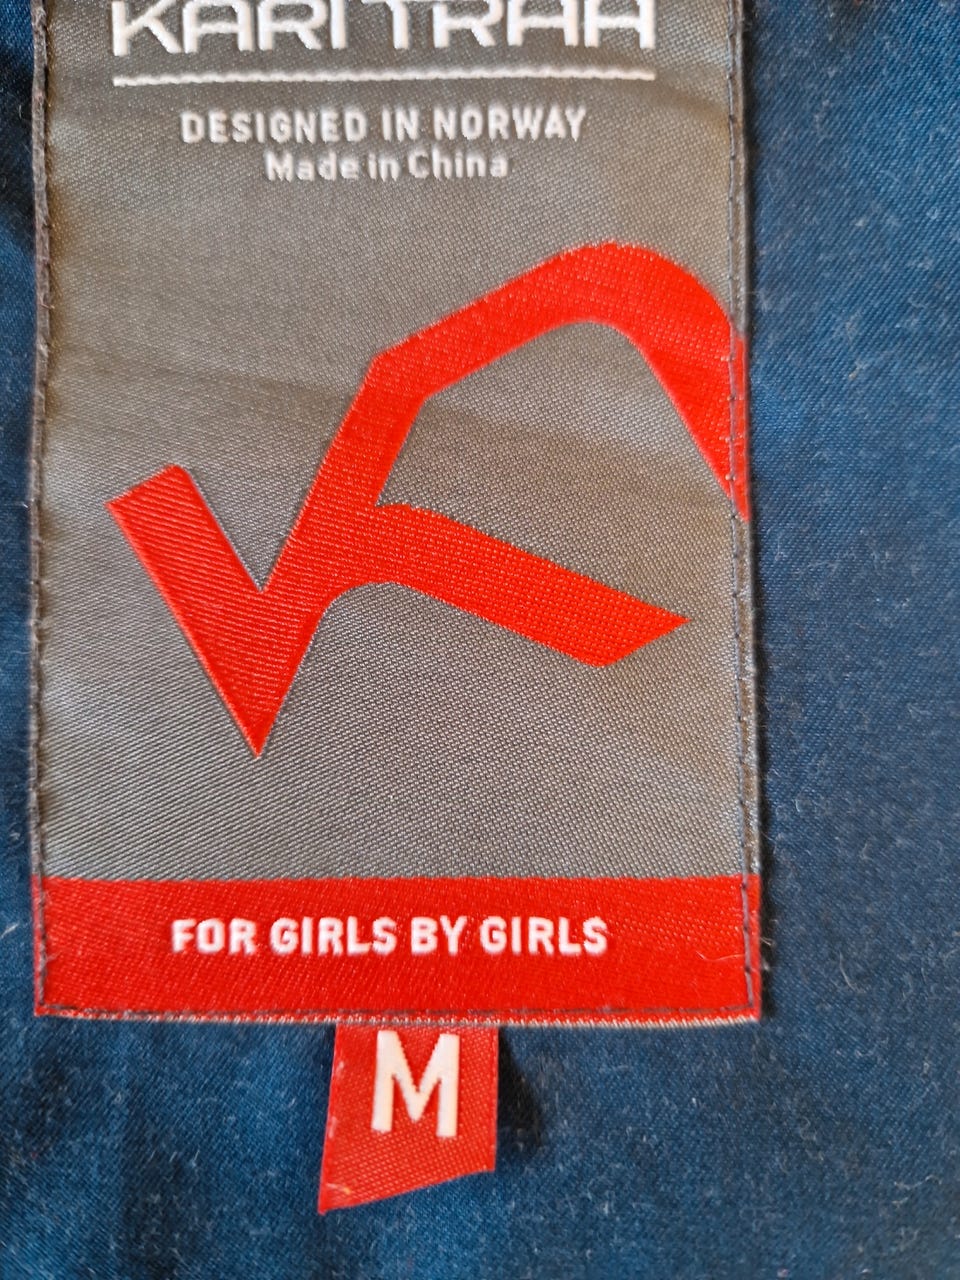 KARI TRAA
DESIGNED IN NORWAY
Made in China
FOR GIRLS BY GIRLS
M